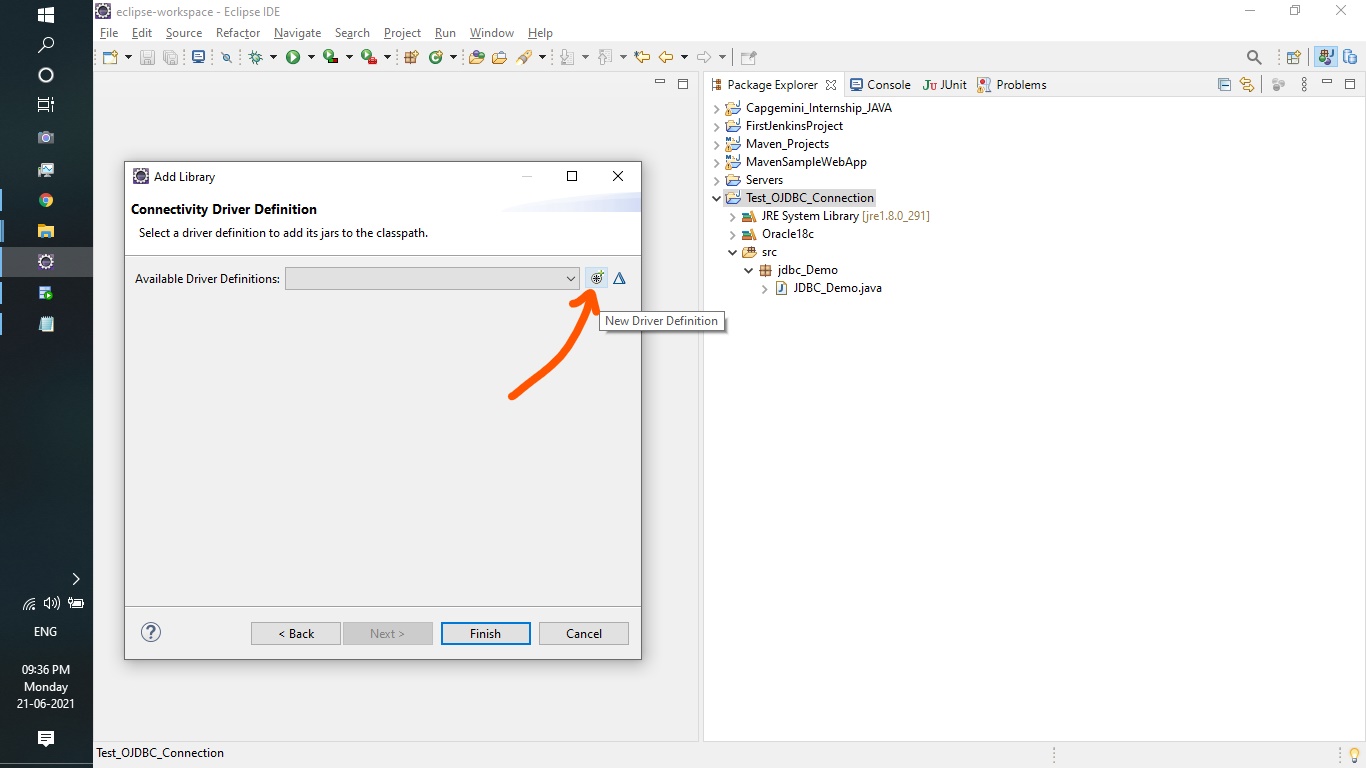 eclipse-workspace - Eclipse IDE
File Edit Source Refactor Navigate Search Project Run Window Help
Package Explorer Console Ju JUnit Problems
Capgemini_Internship_JAVA
FirstJenkinsProject
Maven_Projects
MavenSampleWebApp
Servers
Test_OJDBC_Connection
JRE System Library [jre1.8.0_291]
Oracle18c
src
jdbc_Demo
JDBC_Demo.java
Add Library
Connectivity Driver Definition
Select a driver definition to add its jars to the classpath.
Available Driver Definitions:
New Driver Definition
< Back Next > Finish Cancel
ENG
09:36 PM
Monday
21-06-2021
Test_OJDBC_Connection